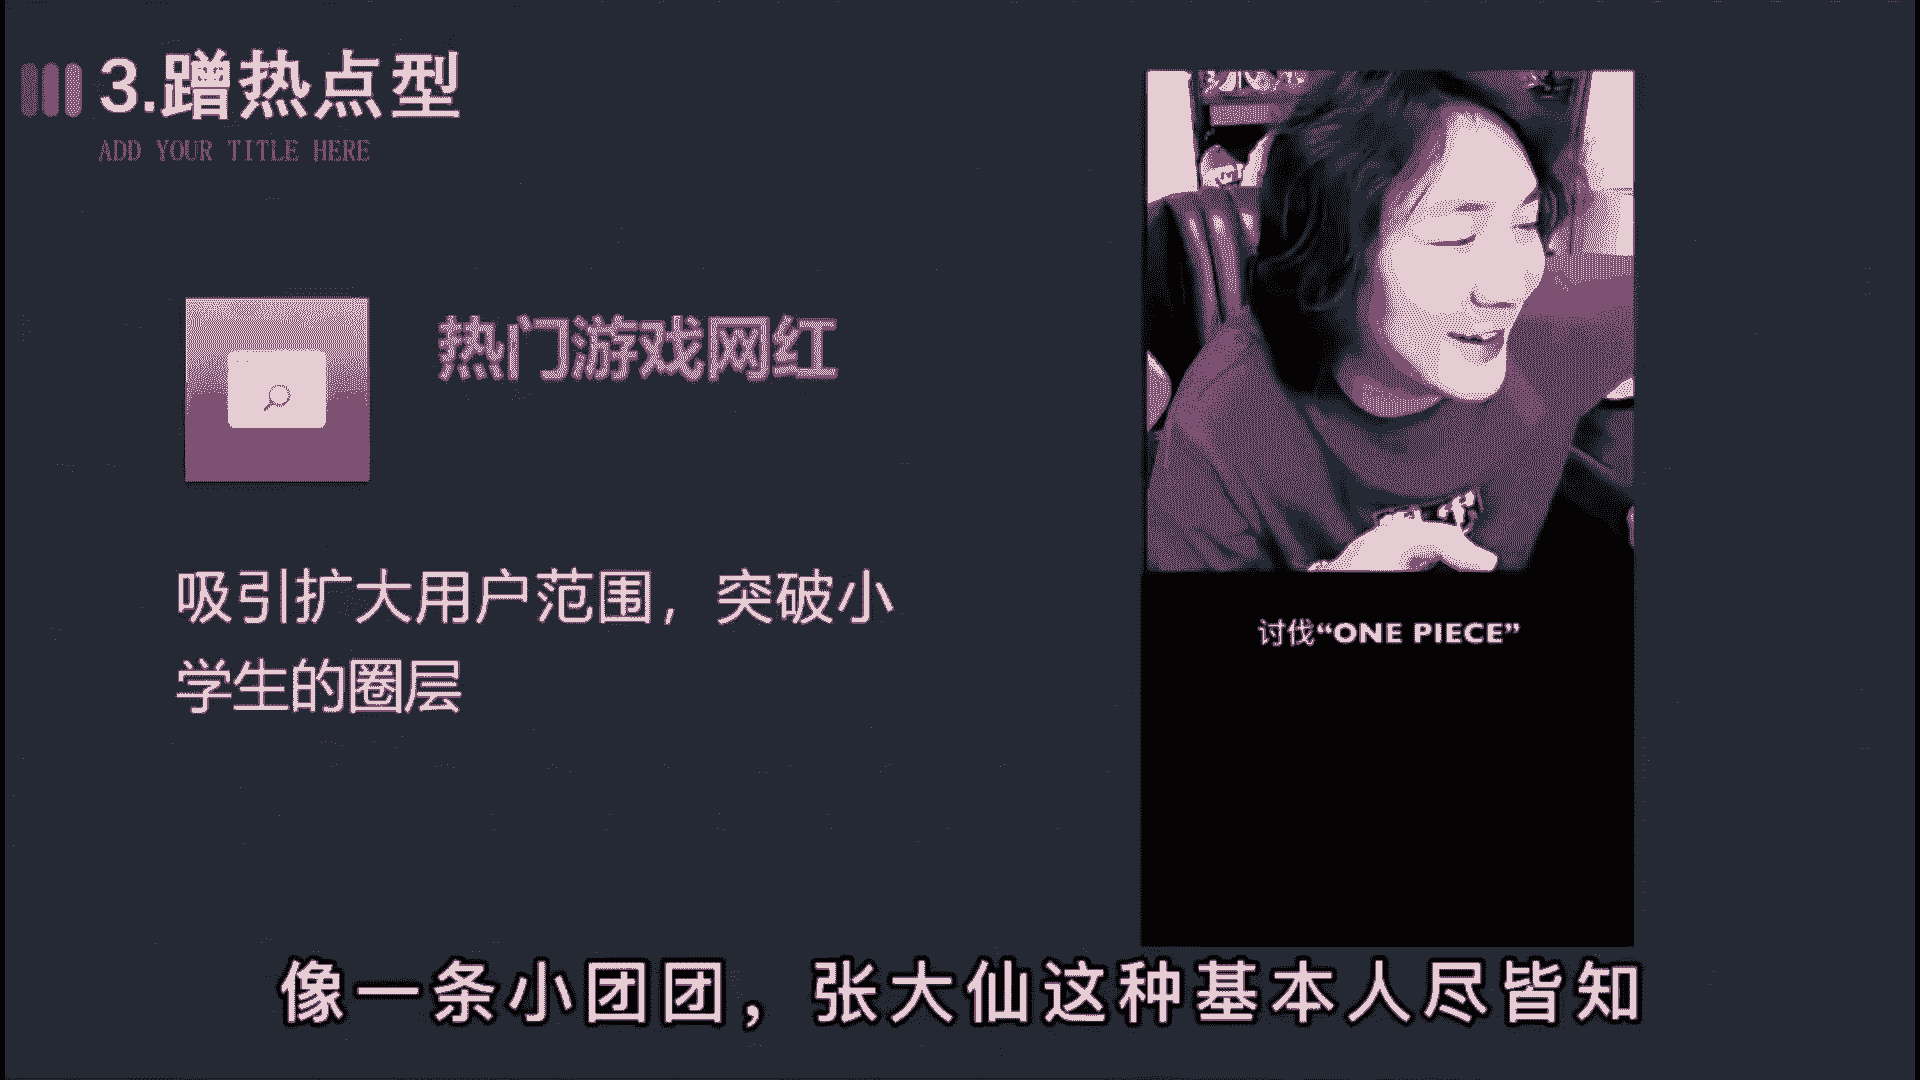 3.蹭热点型
ADD YOUR TITLE HERE
热门游戏网红
吸引扩大用户范围，突破小
学生的圈层
讨伐“ONE PIECE”
像一条小团团，张大仙这种基本人尽皆知